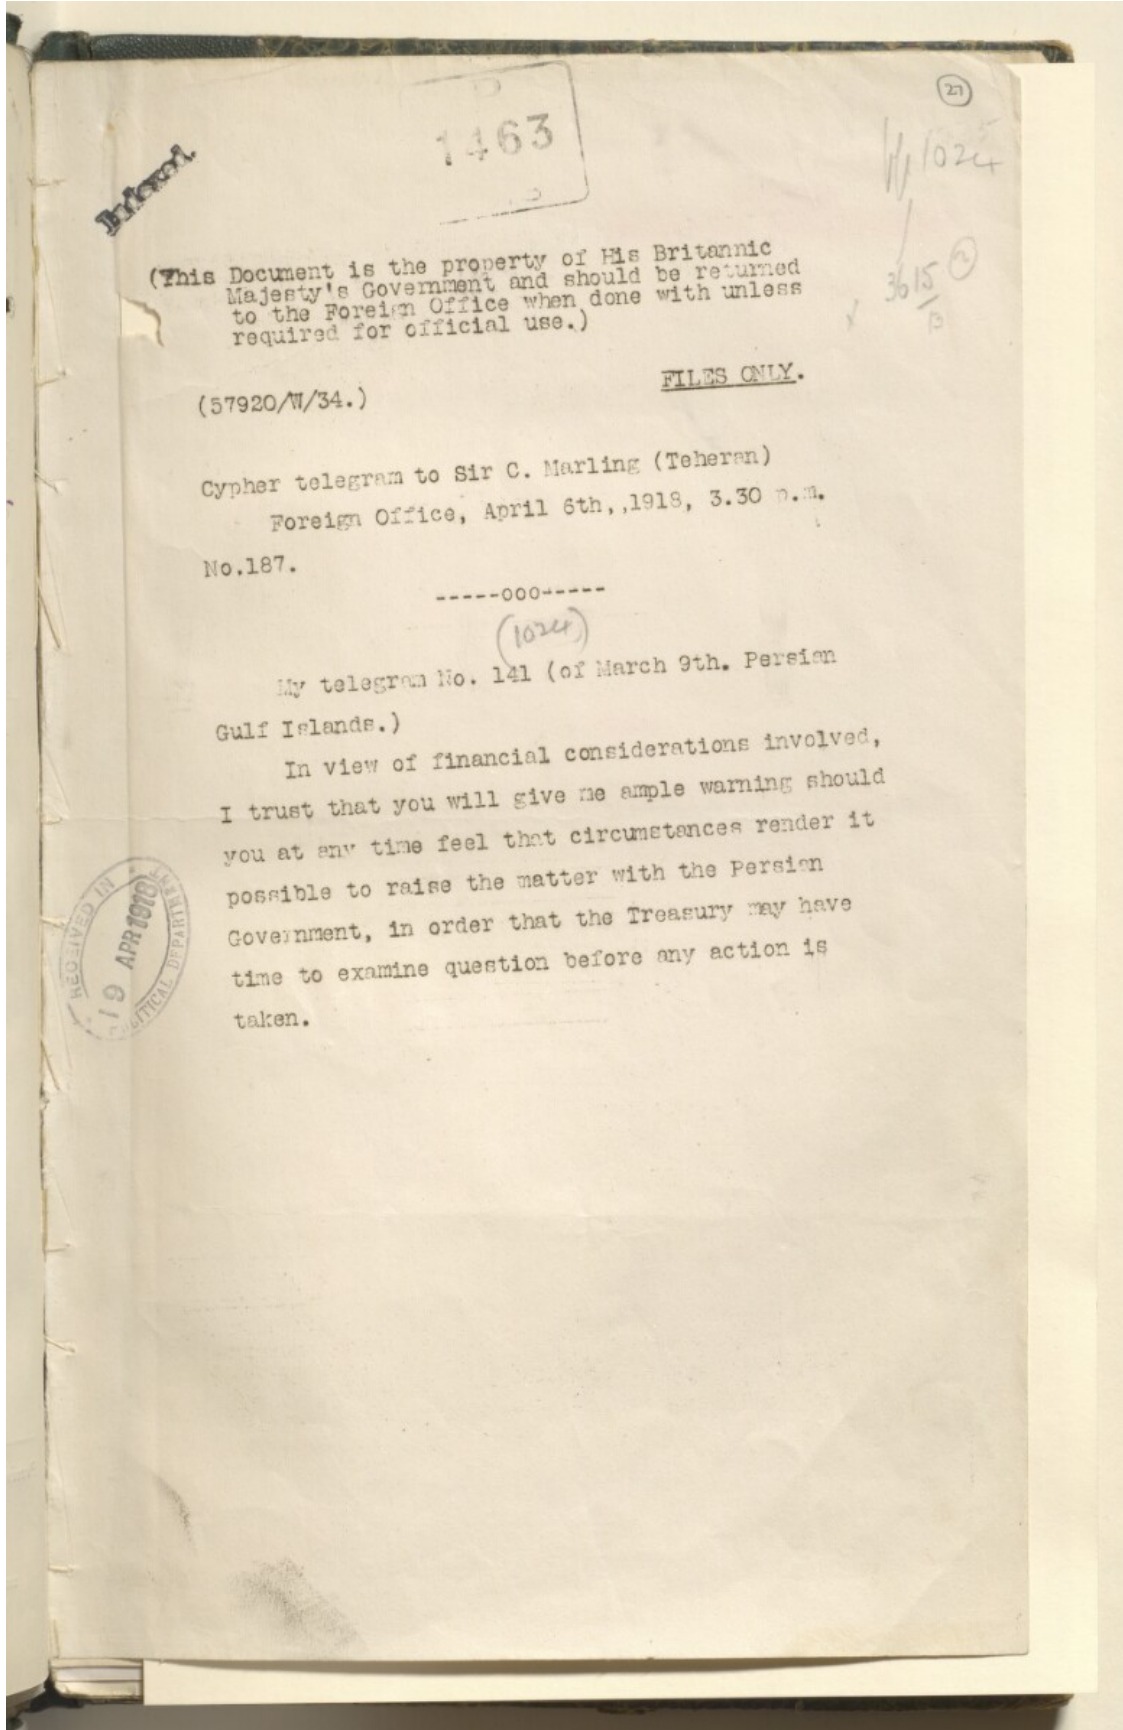 27
P
1463
Indexed.
1024
3615
2
(This Document is the property of His Britannic
Majesty's Government and should be returned
to the Foreign Office when done with unless
required for official use.)
FILES ONLY.
(57920/W/34.)
Cypher telegram to Sir C. Marling (Teheran)
Foreign Office, April 6th,,1918, 3.30 p.m.
No.187.
-----ooo-----
(1024)
My telegram No. 141 (of March 9th. Persian
Gulf Islands.)
In view of financial considerations involved,
I trust that you will give me ample warning should
you at any time feel that circumstances render it
possible to raise the matter with the Persian
Government, in order that the Treasury may have
time to examine question before any action is
taken.
RECEIVED IN
19 APR 1918
POLITICAL DEPARTMENT